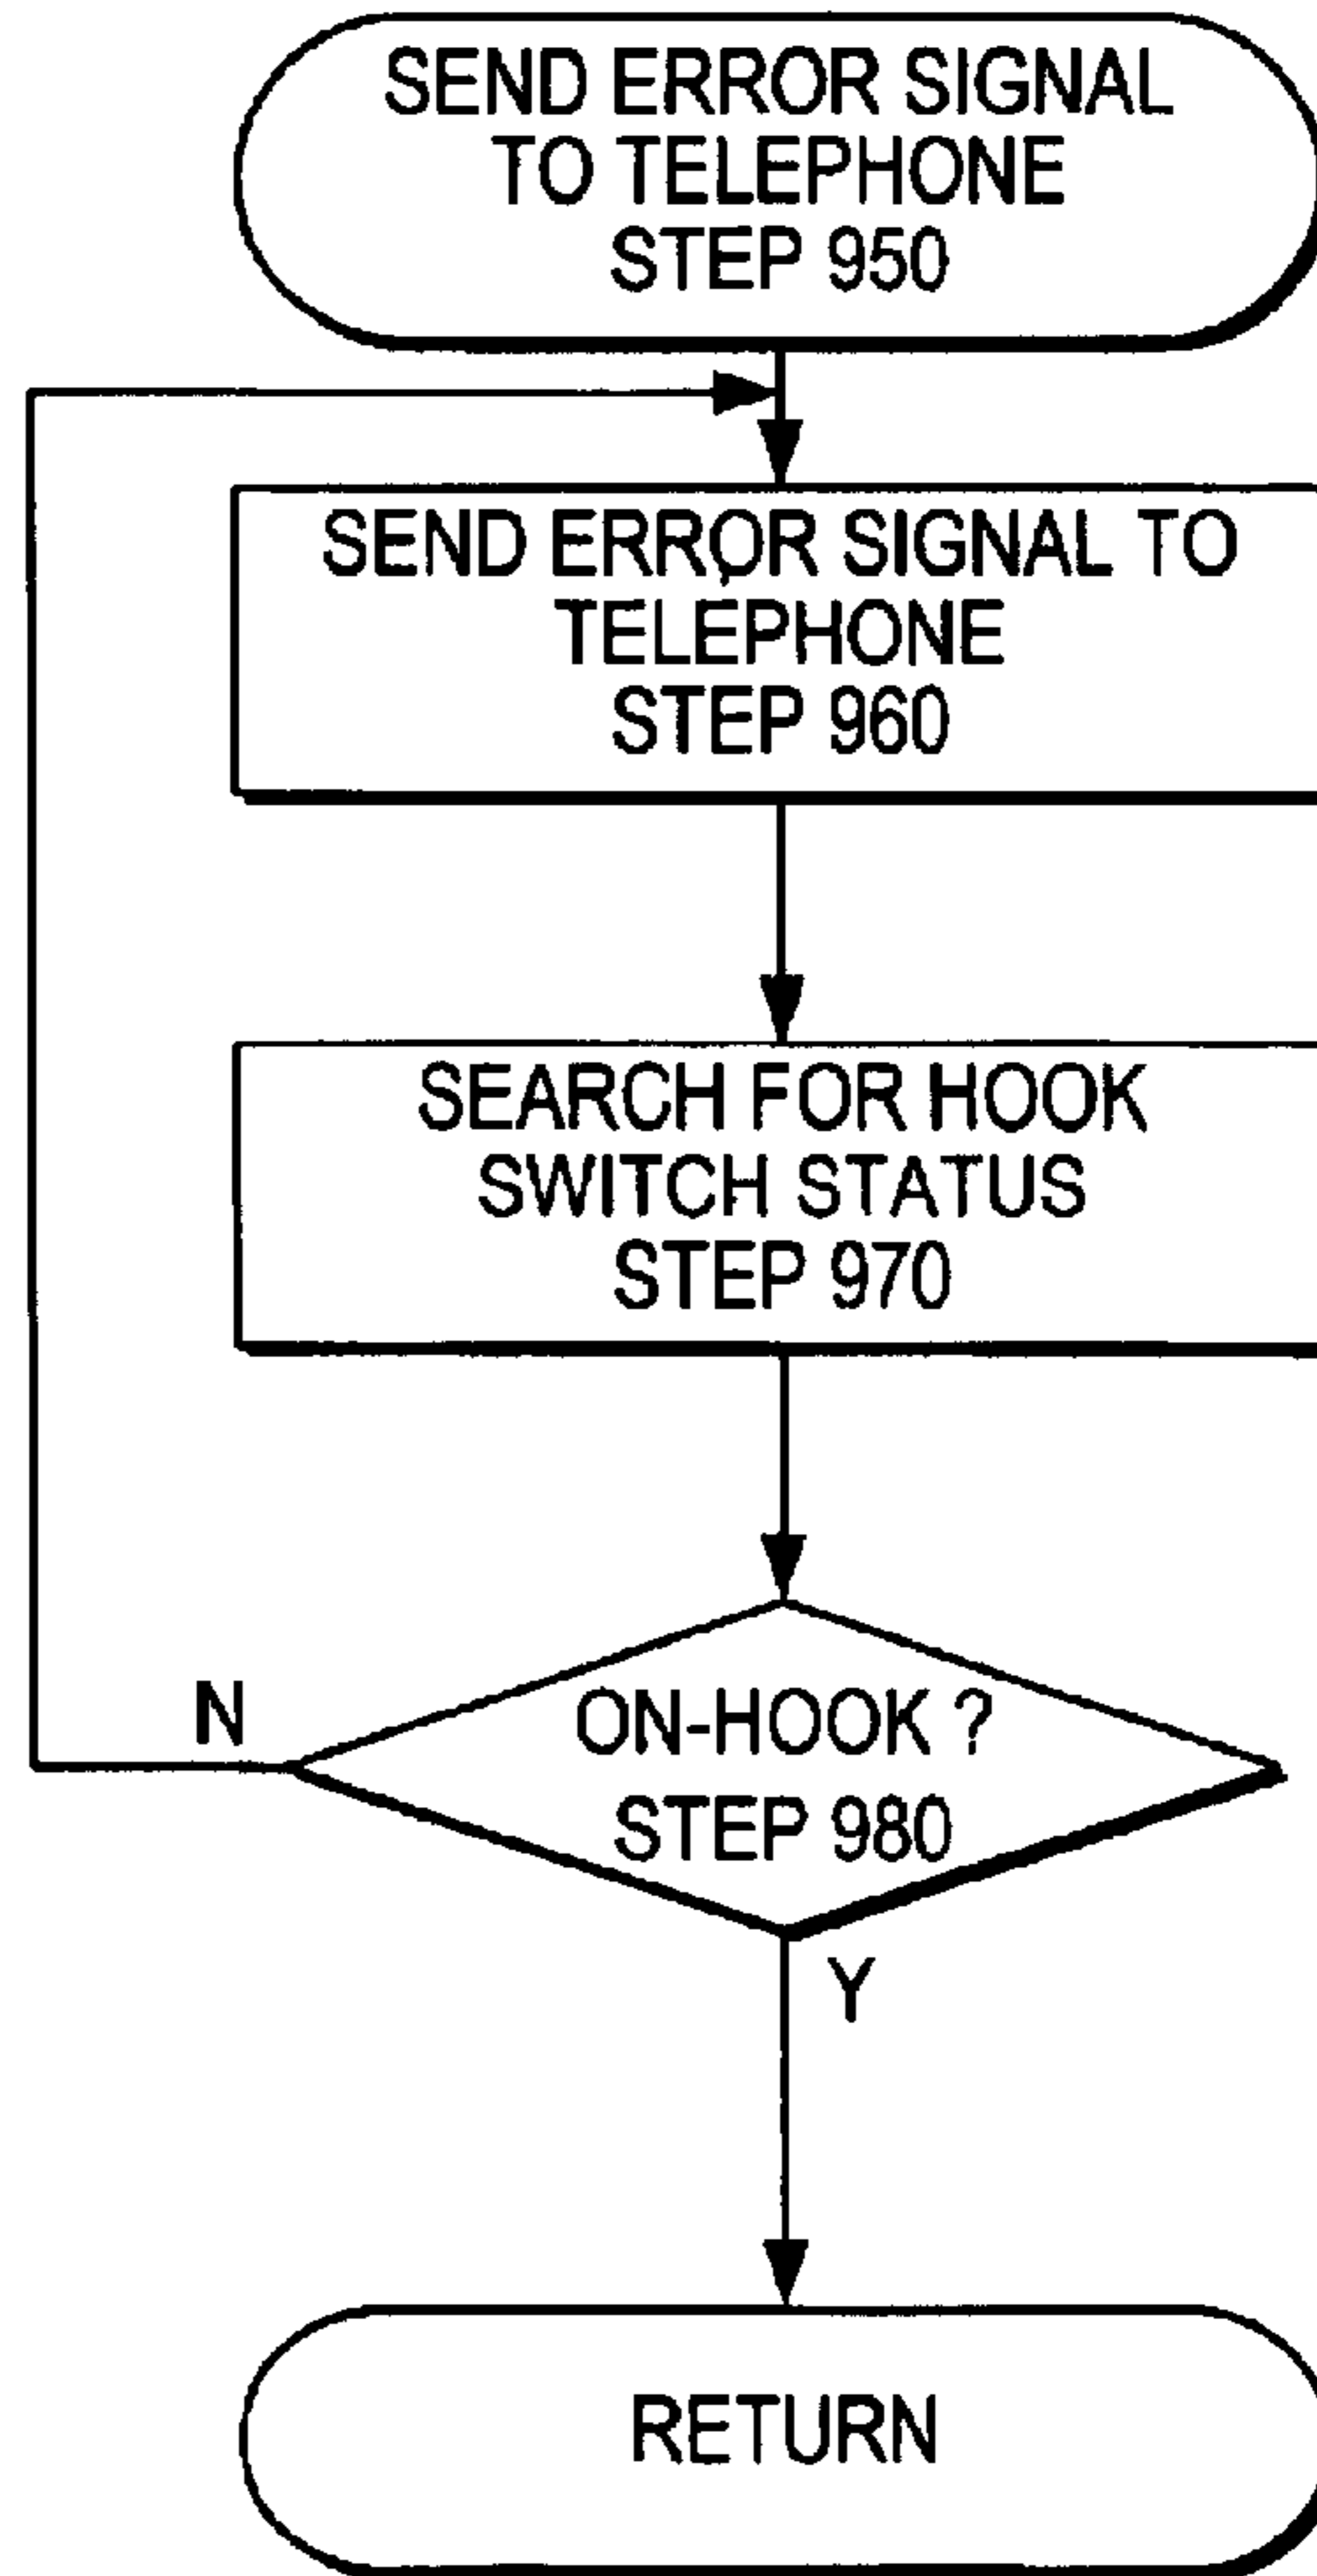 SEND ERROR SIGNAL
TO TELEPHONE
STEP 950
SEND ERROR SIGNAL TO
TELEPHONE
STEP 960
SEARCH FOR HOOK
SWITCH STATUS
STEP 970
N
ON-HOOK ?
STEP 980
Y
RETURN